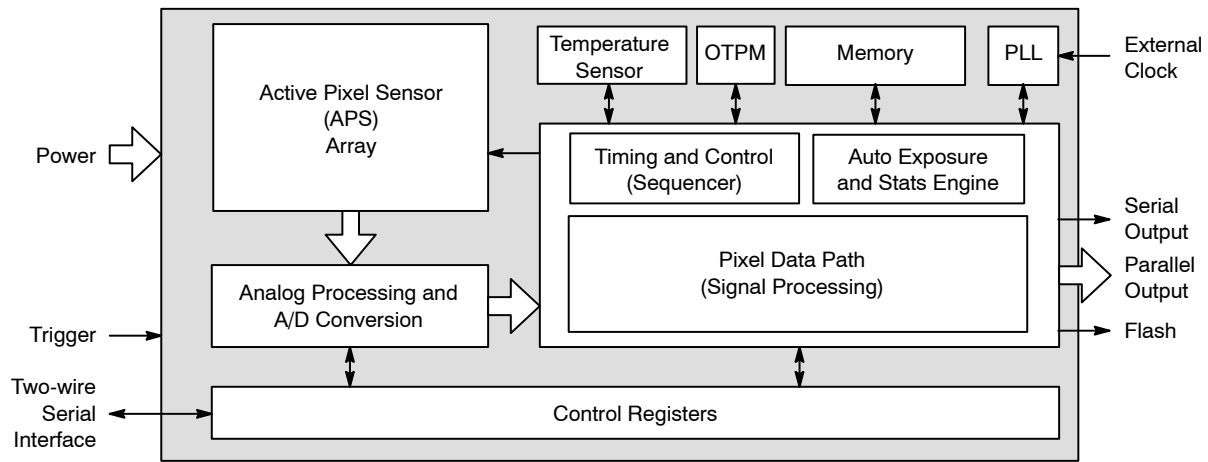 Active Pixel Sensor
(APS)
Array
Temperature
Sensor
OTPM
Memory
PLL
External
Clock
Power
Timing and Control
(Sequencer)
Auto Exposure
and Stats Engine
Serial
Output
Pixel Data Path
(Signal Processing)
Parallel
Output
Analog Processing and
A/D Conversion
Trigger
Flash
Two-wire
Serial
Interface
Control Registers